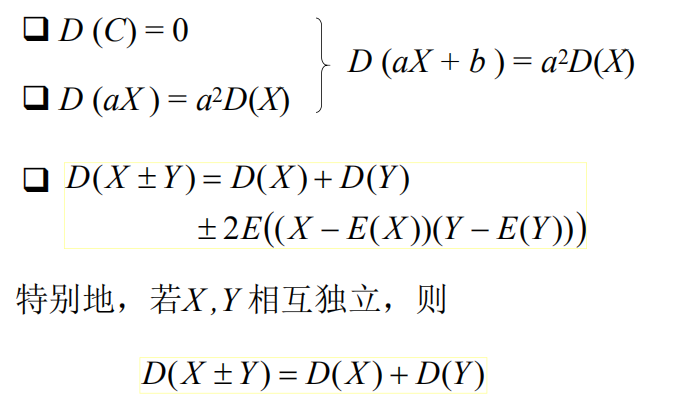 ❑ D (C) = 0
❑ D (aX ) = a²D(X)
D (aX + b ) = a²D(X)
❑ D(X ± Y) = D(X) + D(Y)
± 2E((X − E(X))(Y − E(Y)))
特别地，若X ,Y 相互独立，则
D(X ± Y) = D(X) + D(Y)